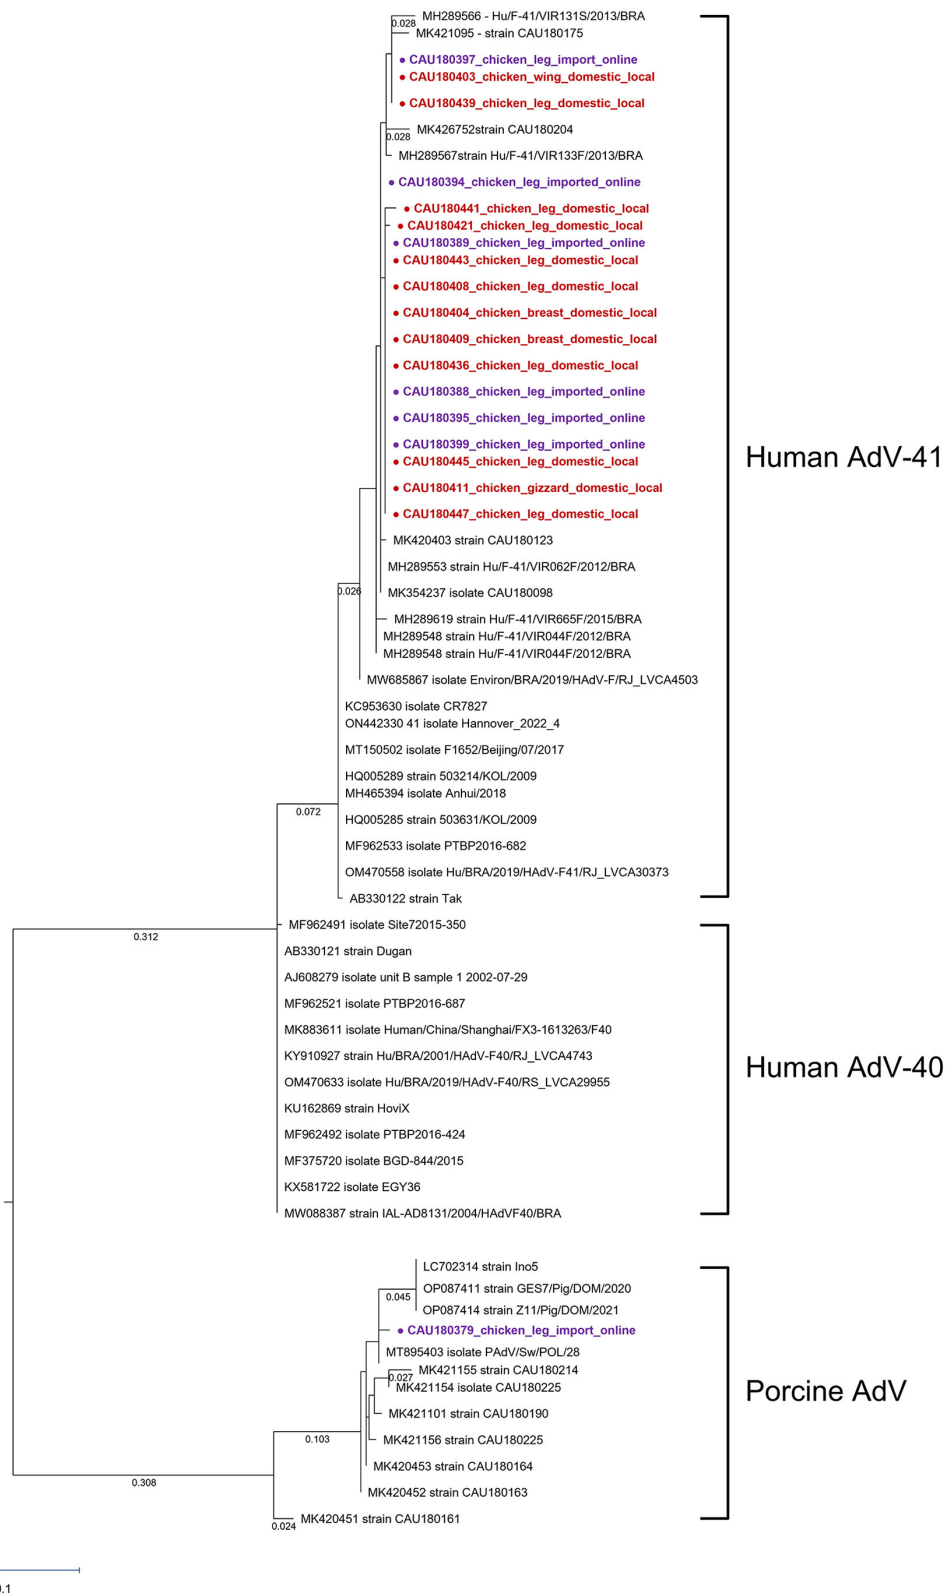 MH289566 - Hu/F-41/VIR131S/2013/BRA
0.028
MK421095 - strain CAU180175
CAU180397_chicken_leg_import_online
CAU180403_chicken_wing_domestic_local
CAU180439_chicken_leg_domestic_local
MK426752strain CAU180204
0.028
MH289567strain Hu/F-41/VIR133F/2013/BRA
CAU180394_chicken_leg_imported_online
CAU180441_chicken_leg_domestic_local
CAU180421_chicken_leg_domestic_local
CAU180389_chicken_leg_imported_online
CAU180443_chicken_leg_domestic_local
CAU180408_chicken_leg_domestic_local
CAU180404_chicken_breast_domestic_local
CAU180409_chicken_breast_domestic_local
CAU180436_chicken_leg_domestic_local
CAU180388_chicken_leg_imported_online
CAU180395_chicken_leg_imported_online
CAU180399_chicken_leg_imported_online
Human AdV-41
CAU180445_chicken_leg_domestic_local
CAU180411_chicken_gizzard_domestic_local
CAU180447_chicken_leg_domestic_local
MK420403 strain CAU180123
MH289553 strain Hu/F-41/VIR062F/2012/BRA
0.026
MK354237 isolate CAU180098
MH289619 strain Hu/F-41/VIR665F/2015/BRA
MH289548 strain Hu/F-41/VIR044F/2012/BRA
MH289548 strain Hu/F-41/VIR044F/2012/BRA
MW685867 isolate Environ/BRA/2019/HAdV-F/RJ_LVCA4503
KC953630 isolate CR7827
ON442330 41 isolate Hannover_2022_4
MT150502 isolate F1652/Beijing/07/2017
HQ005289 strain 503214/KOL/2009
MH465394 isolate Anhui/2018
0.072
HQ005285 strain 503631/KOL/2009
MF962533 isolate PTBP2016-682
OM470558 isolate Hu/BRA/2019/HAdV-F41/RJ_LVCA30373
AB330122 strain Tak
MF962491 isolate Site72015-350
0.312
AB330121 strain Dugan
AJ608279 isolate unit B sample 1 2002-07-29
MF962521 isolate PTBP2016-687
MK883611 isolate Human/China/Shanghai/FX3-1613263/F40
KY910927 strain Hu/BRA/2001/HAdV-F40/RJ_LVCA4743
Human AdV-40
OM470633 isolate Hu/BRA/2019/HAdV-F40/RS_LVCA29955
KU162869 strain HoviX
MF962492 isolate PTBP2016-424
MF375720 isolate BGD-844/2015
KX581722 isolate EGY36
MW088387 strain IAL-AD8131/2004/HAdVF40/BRA
LC702314 strain Ino5
OP087411 strain GES7/Pig/DOM/2020
0.045
OP087414 strain Z11/Pig/DOM/2021
CAU180379_chicken_leg_import_online
MT895403 isolate PAdV/Sw/POL/28
MK421155 strain CAU180214
0.027
MK421154 isolate CAU180225
Porcine AdV
MK421101 strain CAU180190
0.103
MK421156 strain CAU180225
MK420453 strain CAU180164
0.308
MK420452 strain CAU180163
MK420451 strain CAU180161
0.024